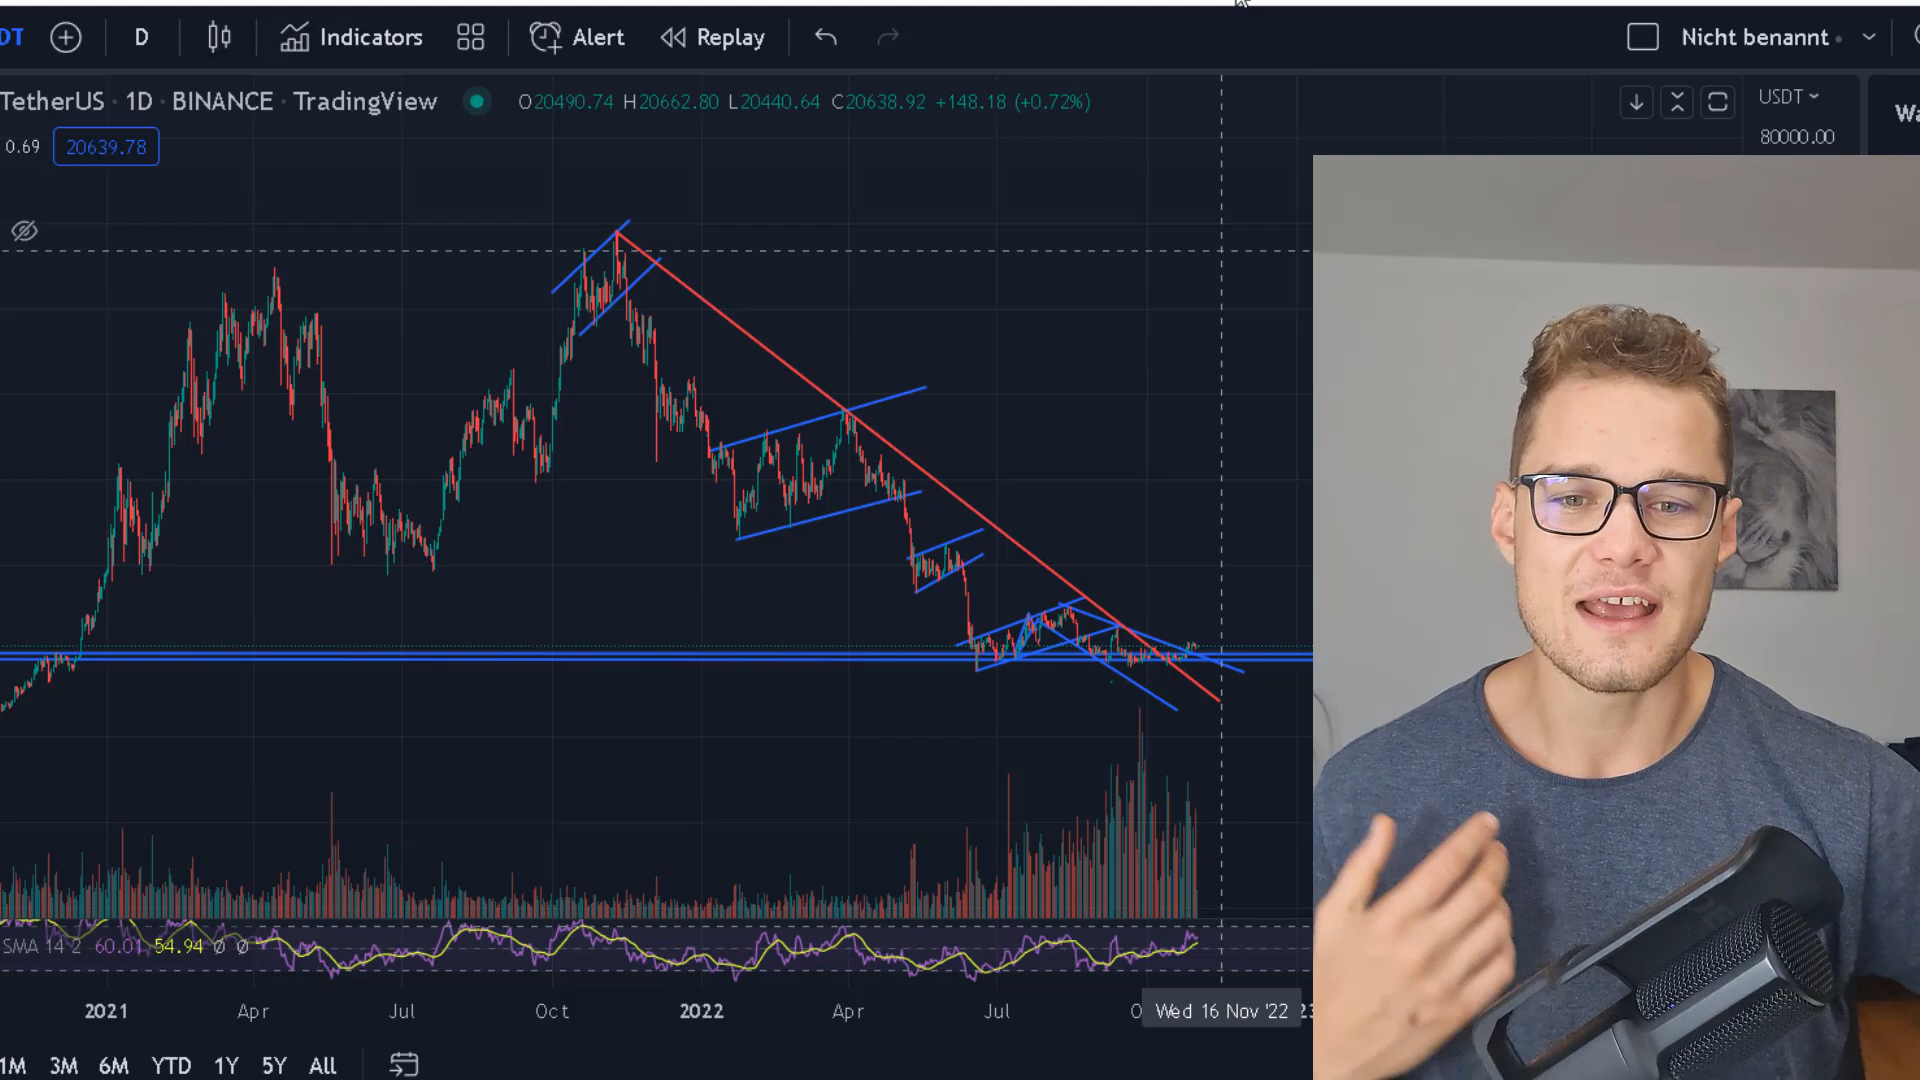 DT D Indicators Alert Replay Nicht benannt
TetherUS · 1D · BINANCE · TradingView O20490.74 H20662.80 L20440.64 C20638.92 +148.18 (+0.72%) USDT
0.69 20639.78 80000.00 Wa
SMA 14 2 60.01 54.94 Ø Ø
2021 Apr Jul Oct 2022 Apr Jul O Wed 16 Nov '22 23
1M 3M 6M YTD 1Y 5Y All